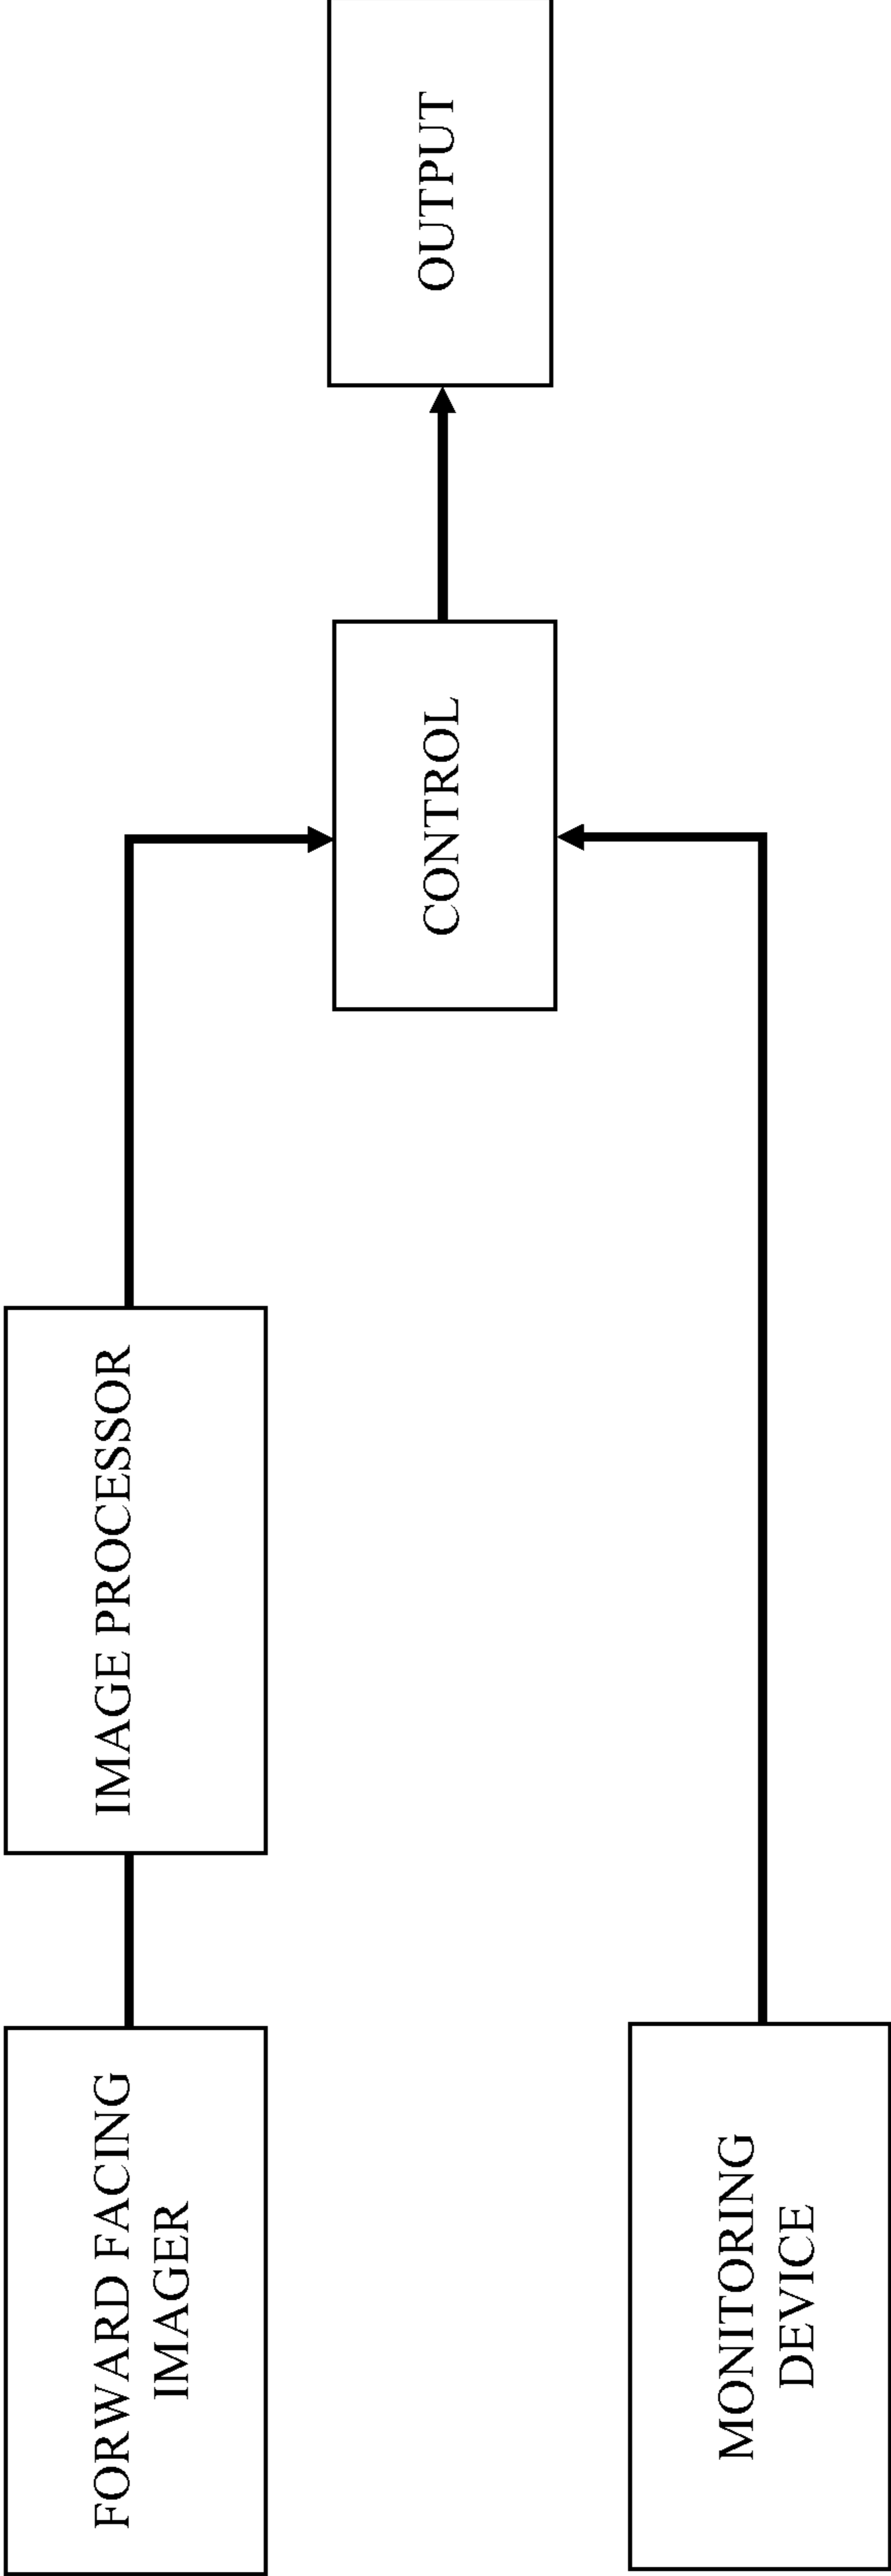 FORWARD FACING
IMAGER
IMAGE PROCESSOR
CONTROL
OUTPUT
MONITORING
DEVICE